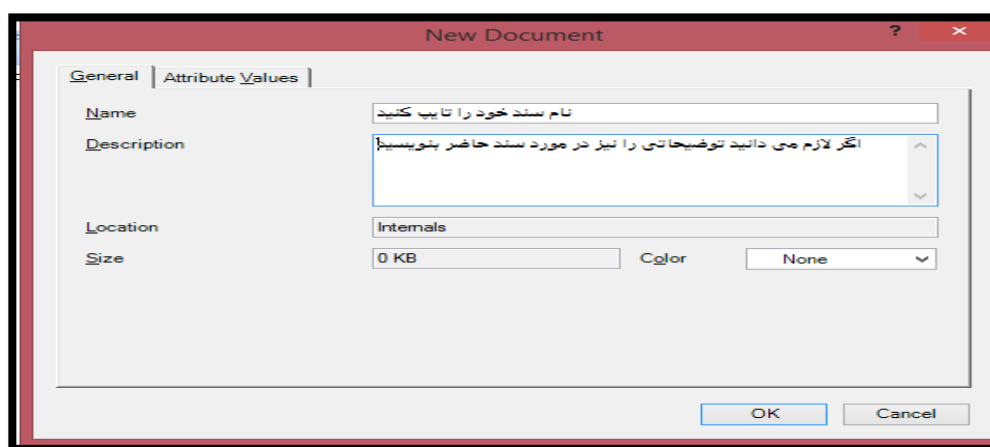 New Document
?
General
Attribute Values
Name
نام سند خود را تایپ کنید
Description
اگر لازم می دانید توضیحاتی را نیز در مورد سند حاضر بنویسید
Location
Internals
Size
0 KB
Color
None
OK
Cancel